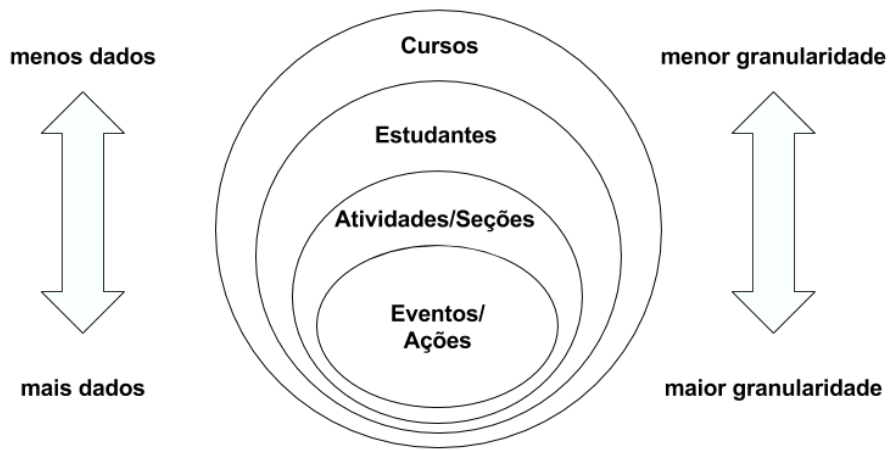 Cursos
menos dados
menor granularidade
Estudantes
Atividades/Seções
Eventos/
Ações
mais dados
maior granularidade